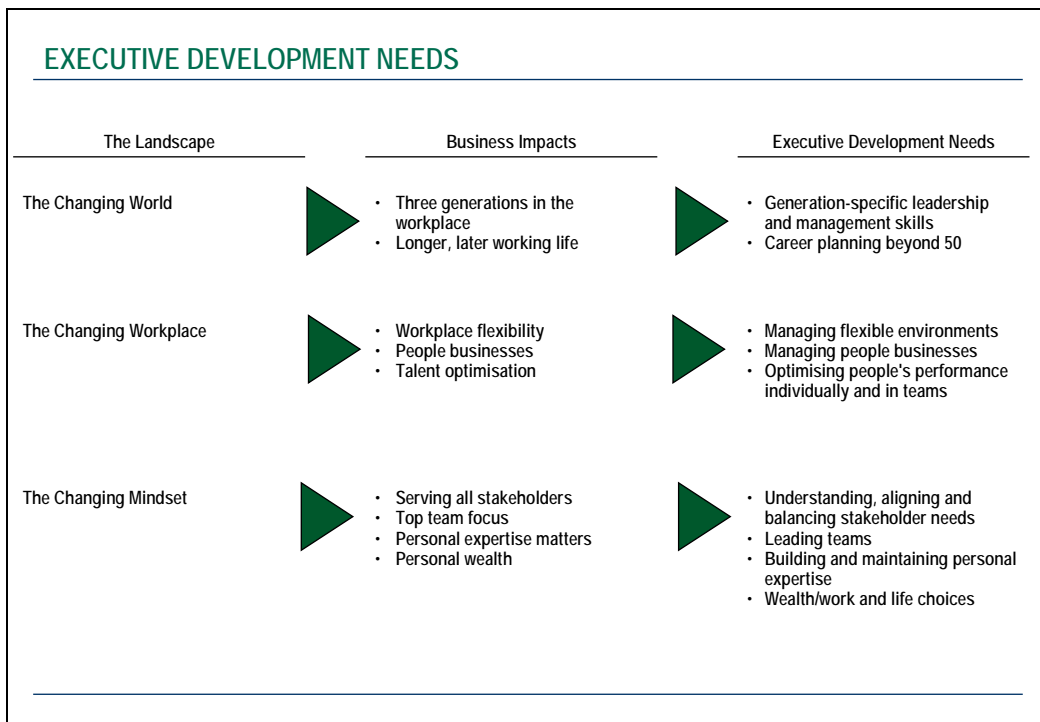 EXECUTIVE DEVELOPMENT NEEDS
The Landscape
Business Impacts
Executive Development Needs
The Changing World
• Three generations in the
workplace
• Longer, later working life
• Generation-specific leadership
and management skills
• Career planning beyond 50
The Changing Workplace
• Workplace flexibility
• People businesses
• Talent optimisation
• Managing flexible environments
• Managing people businesses
• Optimising people's performance
individually and in teams
The Changing Mindset
• Serving all stakeholders
• Top team focus
• Personal expertise matters
• Personal wealth
• Understanding, aligning and
balancing stakeholder needs
• Leading teams
• Building and maintaining personal
expertise
• Wealth/work and life choices